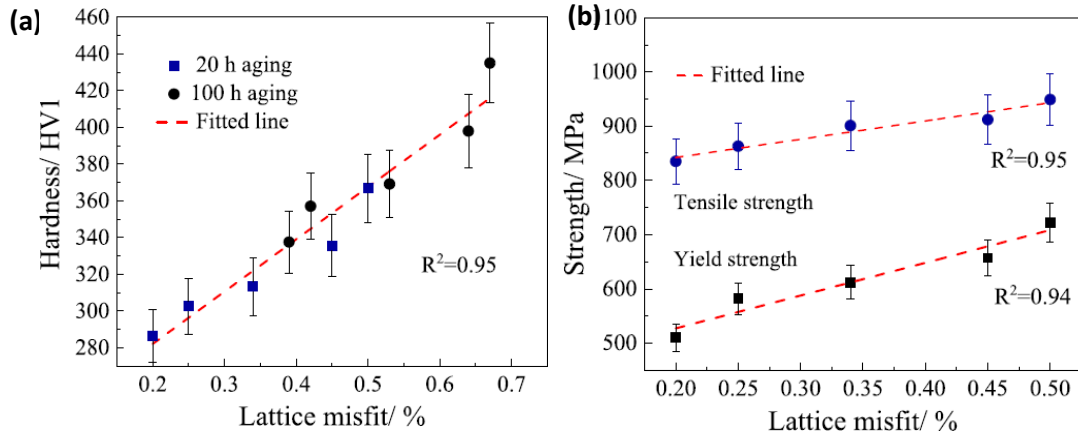 (a)
460
440
420
400
380
360
340
320
300
280
Hardness/ HV1
20 h aging
100 h aging
Fitted line
R²=0.95
0.2 0.3 0.4 0.5 0.6 0.7
Lattice misfit/ %
(b)
1100
1000
900
800
700
600
500
Strength/ MPa
Fitted line
R²=0.95
Tensile strength
Yield strength
R²=0.94
0.20 0.25 0.30 0.35 0.40 0.45 0.50
Lattice misfit/ %